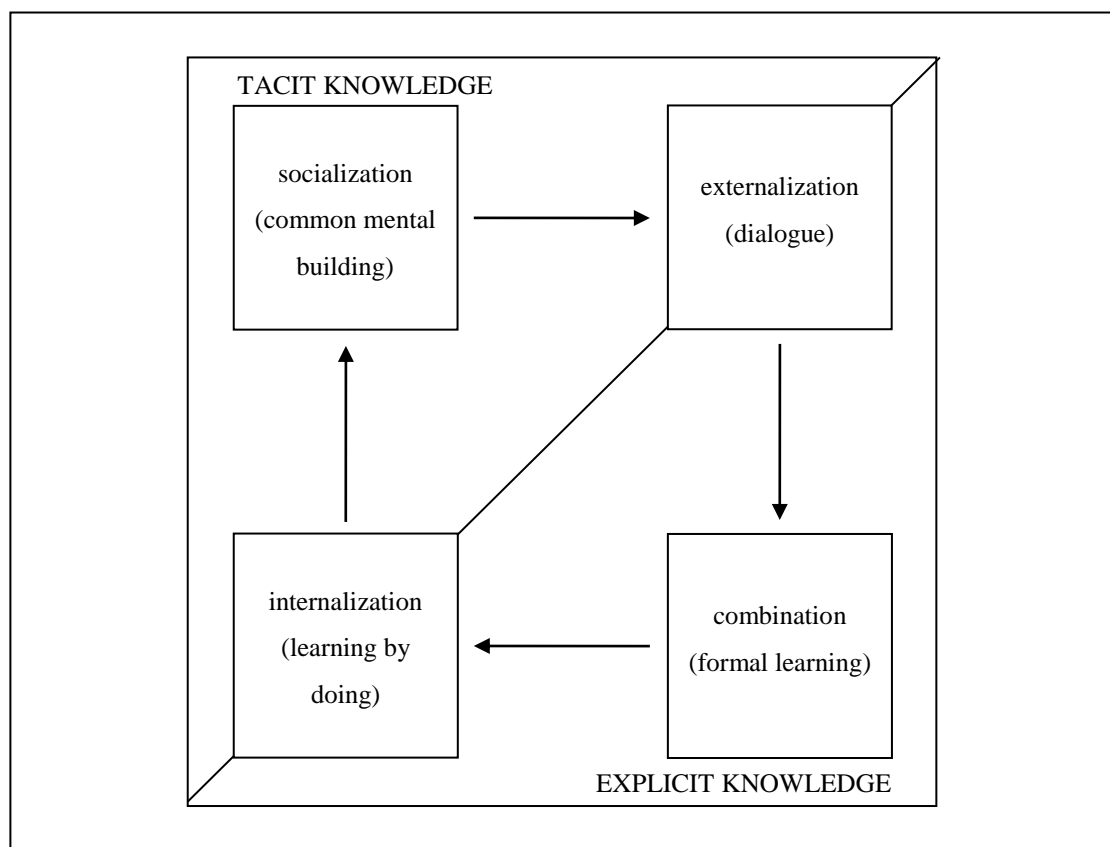 TACIT KNOWLEDGE
socialization
(common mental
building)
externalization
(dialogue)
internalization
(learning by
doing)
combination
(formal learning)
EXPLICIT KNOWLEDGE